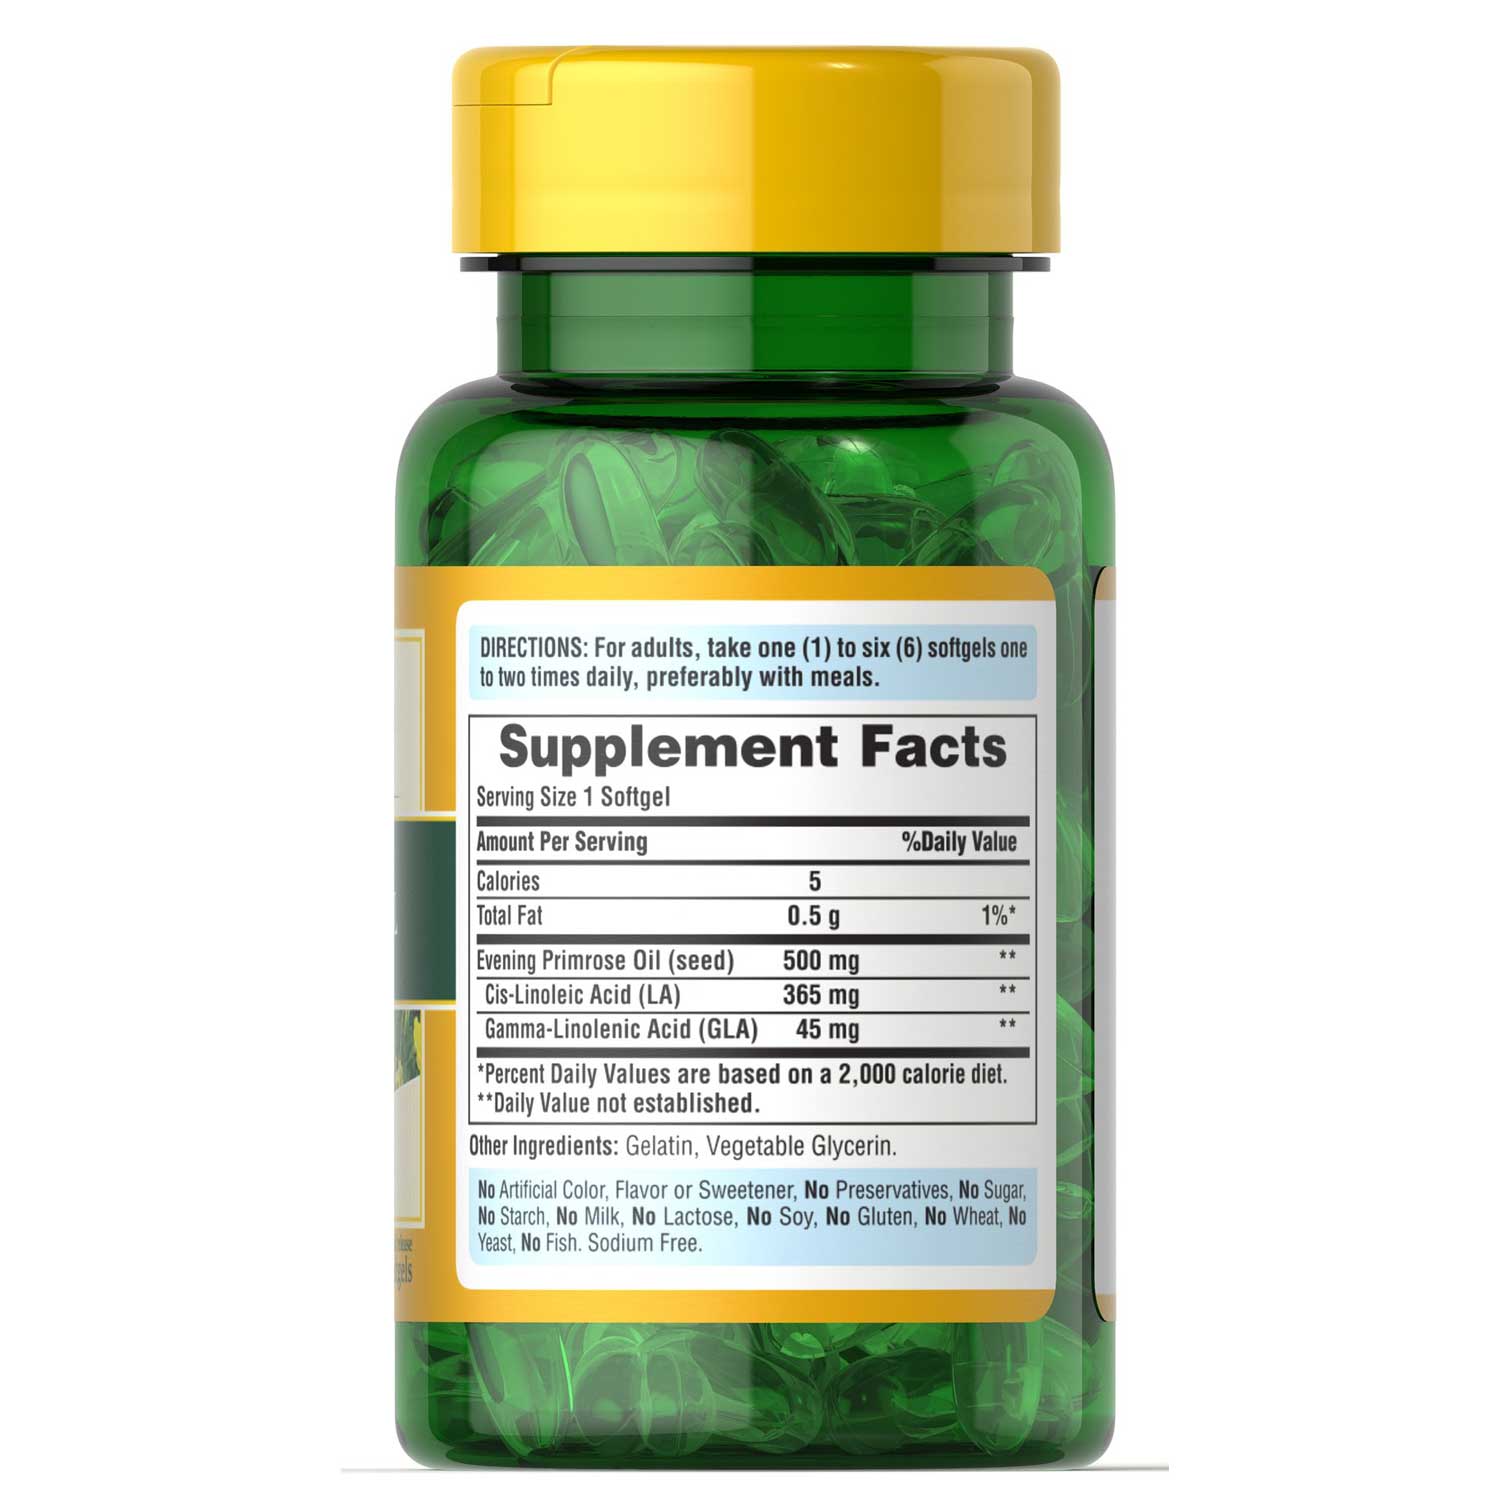 DIRECTIONS: For adults, take one (1) to six (6) softgels one
to two times daily, preferably with meals.
Supplement Facts
Serving Size 1 Softgel
Amount Per Serving %Daily Value
Calories 5
Total Fat 0.5 g 1%*
Evening Primrose Oil (seed) 500 mg **
Cis-Linoleic Acid (LA) 365 mg **
Gamma-Linolenic Acid (GLA) 45 mg **
*Percent Daily Values are based on a 2,000 calorie diet.
**Daily Value not established.
Other Ingredients: Gelatin, Vegetable Glycerin.
No Artificial Color, Flavor or Sweetener, No Preservatives, No Sugar,
No Starch, No Milk, No Lactose, No Soy, No Gluten, No Wheat, No
Yeast, No Fish. Sodium Free.